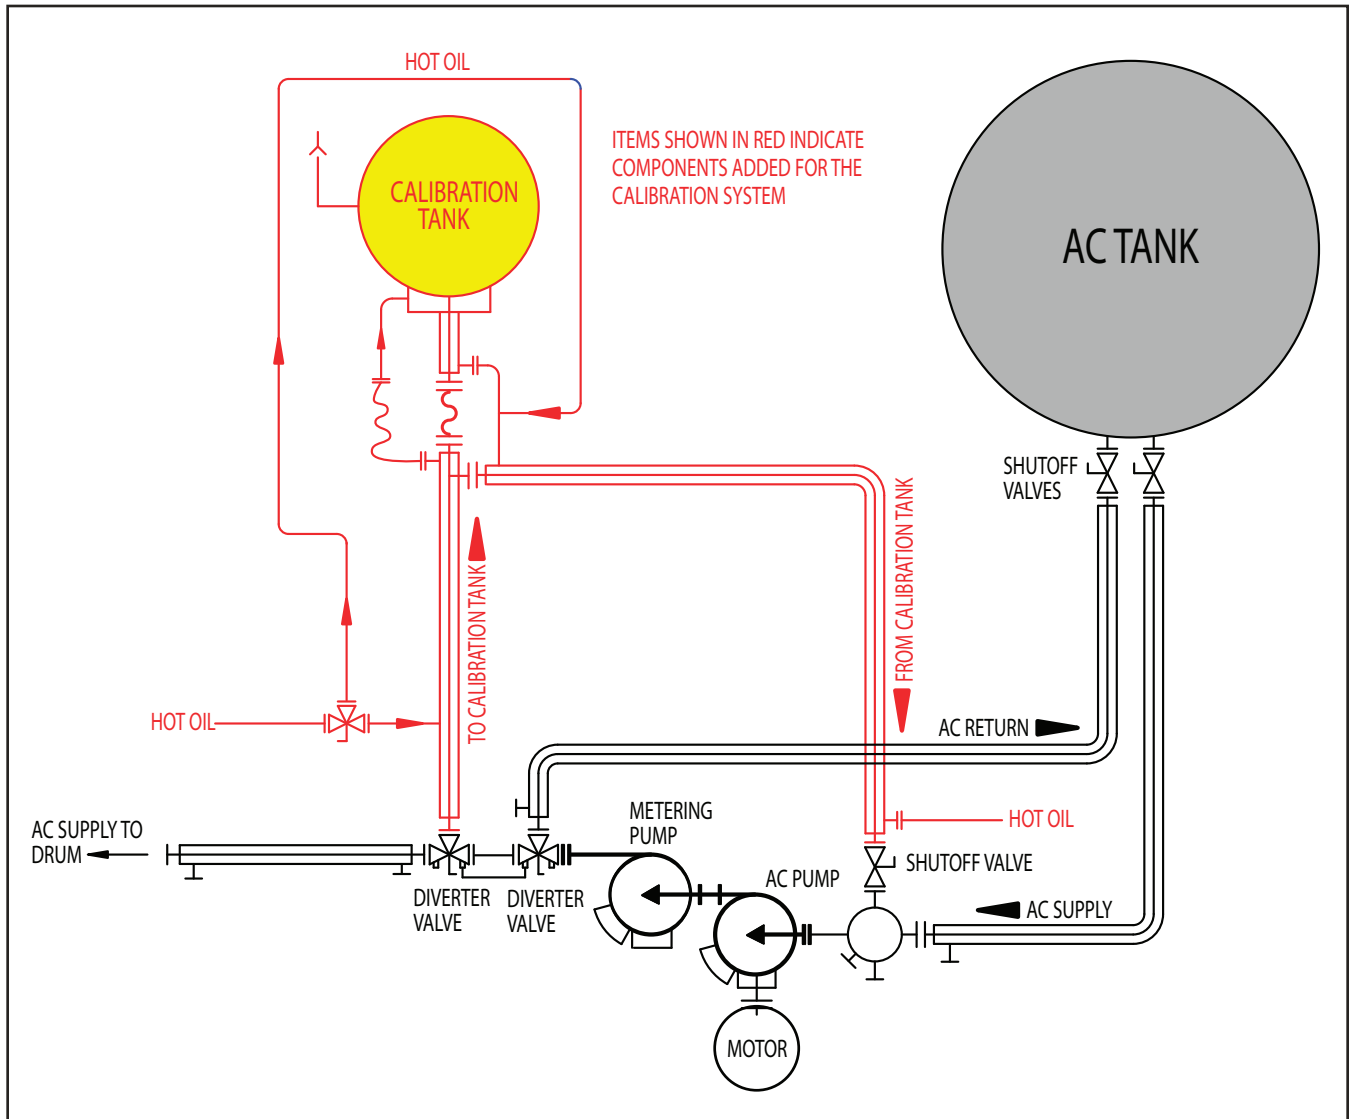 HOT OIL
ITEMS SHOWN IN RED INDICATE
COMPONENTS ADDED FOR THE
CALIBRATION SYSTEM
CALIBRATION
TANK
AC TANK
SHUTOFF
VALVES
TO CALIBRATION TANK
FROM CALIBRATION TANK
HOT OIL
AC RETURN
METERING
PUMP
HOT OIL
AC SUPPLY TO
DRUM
SHUTOFF VALVE
AC PUMP
DIVERTER
VALVE
DIVERTER
VALVE
AC SUPPLY
MOTOR